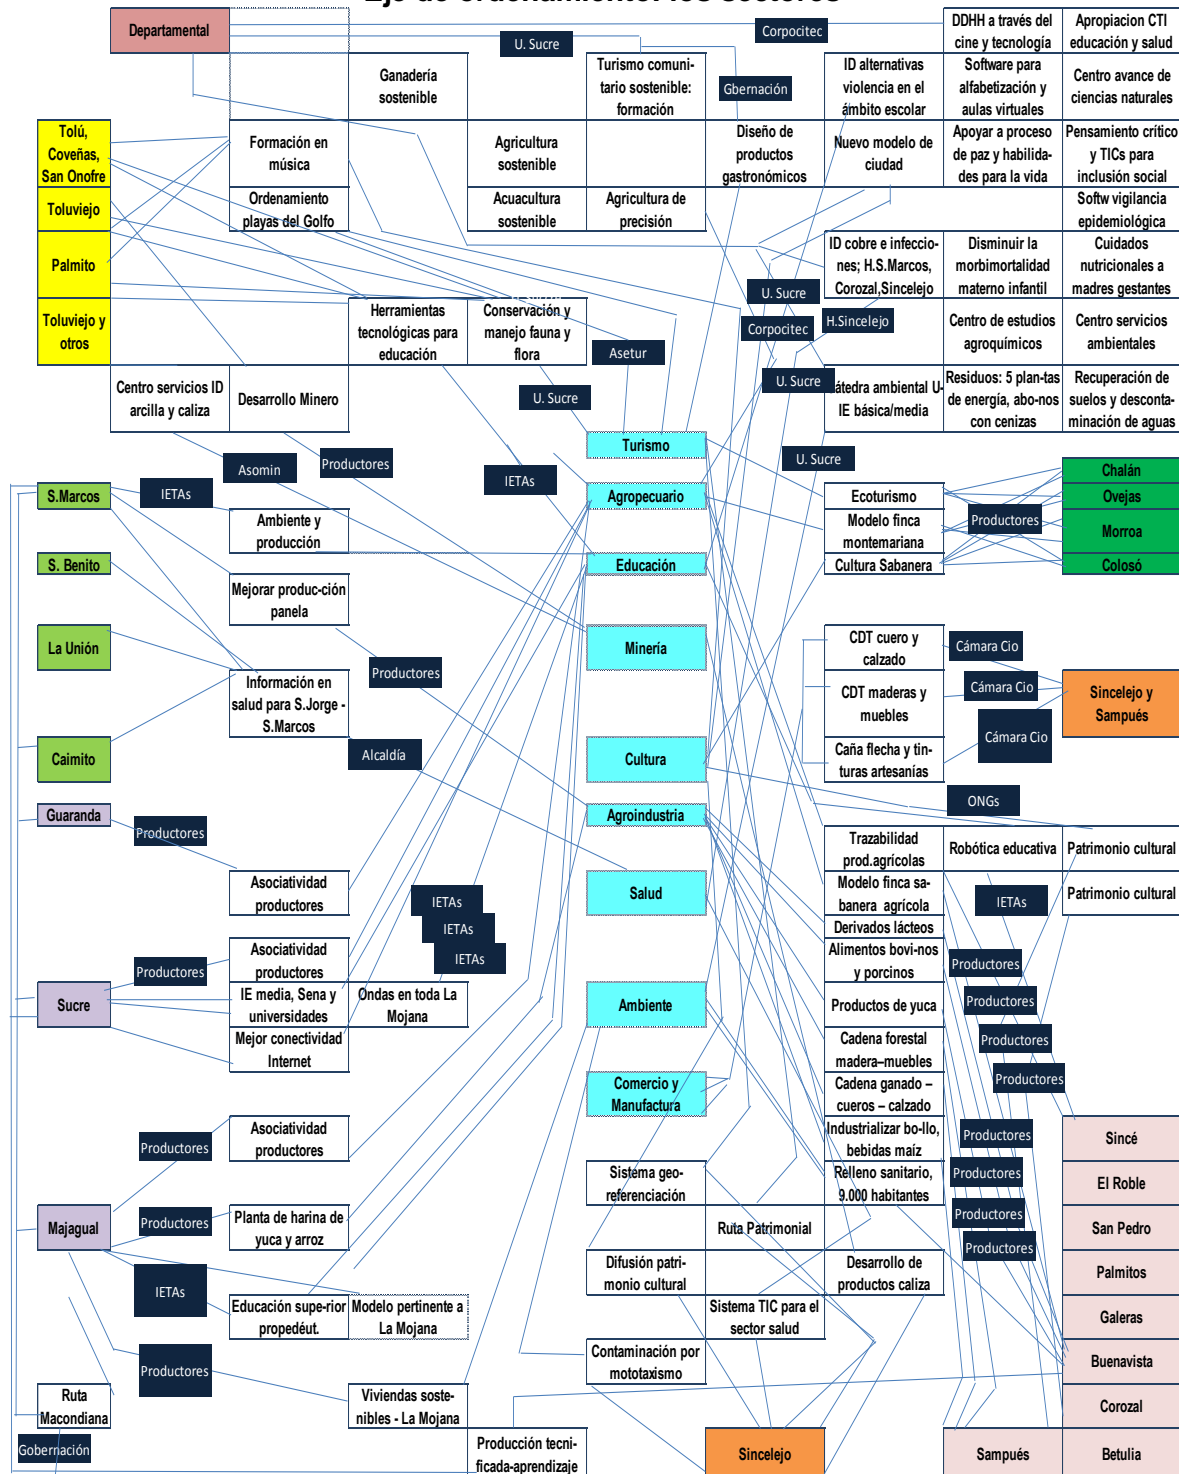 Eje de ordenamiento: los sectores
Departamental
U. Sucre
Corpocitec
DDHH a través del
cine y tecnología
Apropiacion CTI
educación y salud
Ganadería
sostenible
Turismo comuni-
tario sostenible:
formación
Gbernación
ID alternativas
violencia en el
ámbito escolar
Software para
alfabetización y
aulas virtuales
Centro avance de
ciencias naturales
Tolú,
Coveñas,
San Onofre
Formación en
música
Agricultura
sostenible
Diseño de
productos
gastronómicos
Nuevo modelo de
ciudad
Apoyar a proceso
de paz y habilida-
des para la vida
Pensamiento crítico
y TICs para
inclusión social
Toluviejo
Ordenamiento
playas del Golfo
Acuacultura
sostenible
Agricultura de
precisión
Softw vigilancia
epidemiológica
Palmito
U. Sucre
ID cobre e infeccio-
nes; H.S.Marcos,
Corozal,Sincelejo
Disminuir la
morbimortalidad
materno infantil
Cuidados
nutricionales a
madres gestantes
Toluviejo y
otros
Herramientas
tecnológicas para
educación
Conservación y
manejo fauna y
flora
Asetur
Corpocitec
H.Sincelejo
Centro de estudios
agroquímicos
Centro servicios
ambientales
Centro servicios ID
arcilla y caliza
Desarrollo Minero
U. Sucre
U. Sucre
Cátedra ambiental U-
IE básica/media
Residuos: 5 plan-tas
de energía, abo-nos
con cenizas
Recuperación de
suelos y desconta-
minación de aguas
Turismo
Asomin
Productores
U. Sucre
Chalán
S.Marcos
IETAs
IETAs
Agropecuario
Ecoturismo
Ovejas
Ambiente y
producción
Modelo finca
montemariana
Productores
Morroa
S. Benito
Educación
Cultura Sabanera
Colosó
Mejorar produc-ción
panela
La Unión
Minería
CDT cuero y
calzado
Cámara Cio
Información en
salud para S.Jorge -
S.Marcos
Productores
CDT maderas y
muebles
Cámara Cio
Sincelejo y
Sampués
Caimito
Alcaldía
Cultura
Caña flecha y tin-
turas artesanías
Cámara Cio
Guaranda
Productores
Agroindustria
ONGs
Trazabilidad
prod.agrícolas
Robótica educativa
Patrimonio cultural
Asociatividad
productores
IETAs
Salud
Modelo finca sa-
banera agrícola
IETAs
Patrimonio cultural
IETAs
Derivados lácteos
Productores
Asociatividad
productores
IETAs
Alimentos bovi-nos
y porcinos
Productores
Sucre
IE media, Sena y
universidades
Ondas en toda La
Mojana
Ambiente
Productos de yuca
Productores
Mejor conectividad
Internet
Cadena forestal
madera–muebles
Productores
Comercio y
Manufactura
Cadena ganado –
cueros – calzado
Productores
Productores
Asociatividad
productores
Industrializar bo-llo,
bebidas maíz
Productores
Sincé
Sistema geo-
referenciación
Relleno sanitario,
9.000 habitantes
Productores
El Roble
Majagual
Productores
Planta de harina de
yuca y arroz
Ruta Patrimonial
Productores
San Pedro
IETAs
Difusión patri-
monio cultural
Desarrollo de
productos caliza
Productores
Palmitos
Educación supe-rior
propedéut.
Modelo pertinente a
La Mojana
Sistema TIC para el
sector salud
Galeras
Productores
Contaminación por
mototaxismo
Buenavista
Ruta
Macondiana
Viviendas soste-
nibles - La Mojana
Corozal
Gobernación
Producción tecni-
ficada-aprendizaje
Sincelejo
Sampués
Betulia